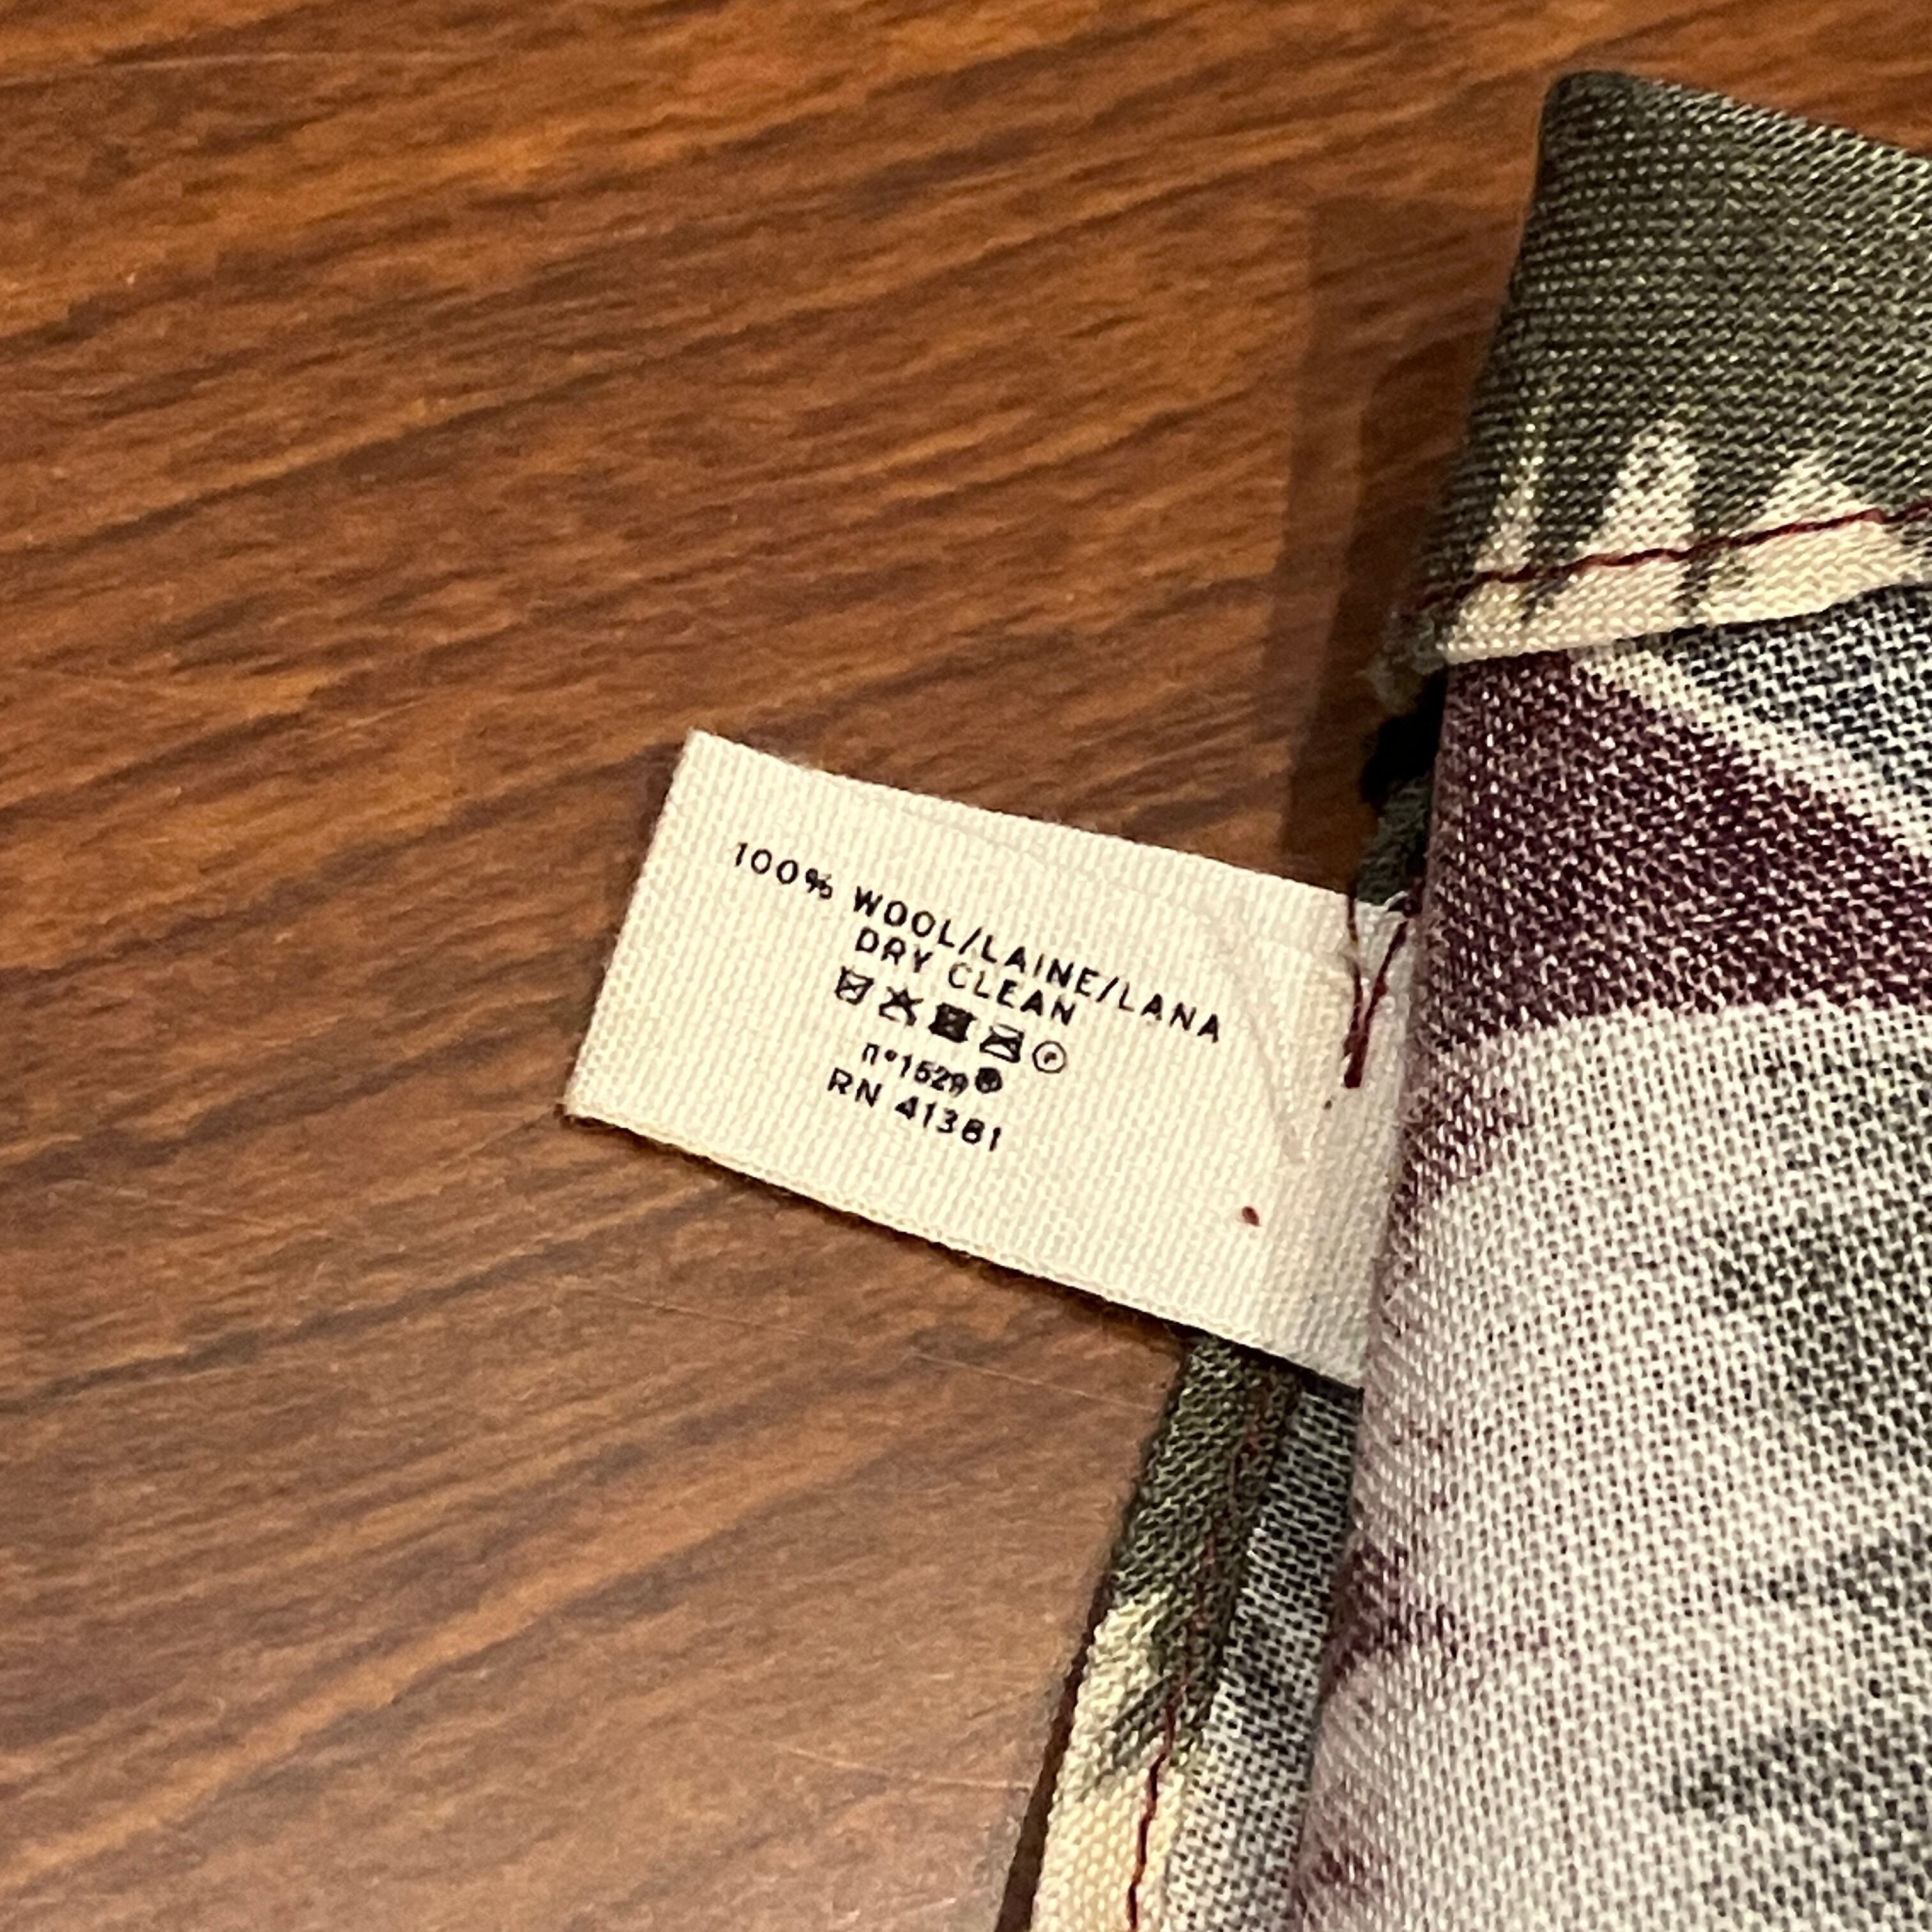 100% WOOL/LAINE/LANA
DRY CLEAN
n°1529
RN 41381